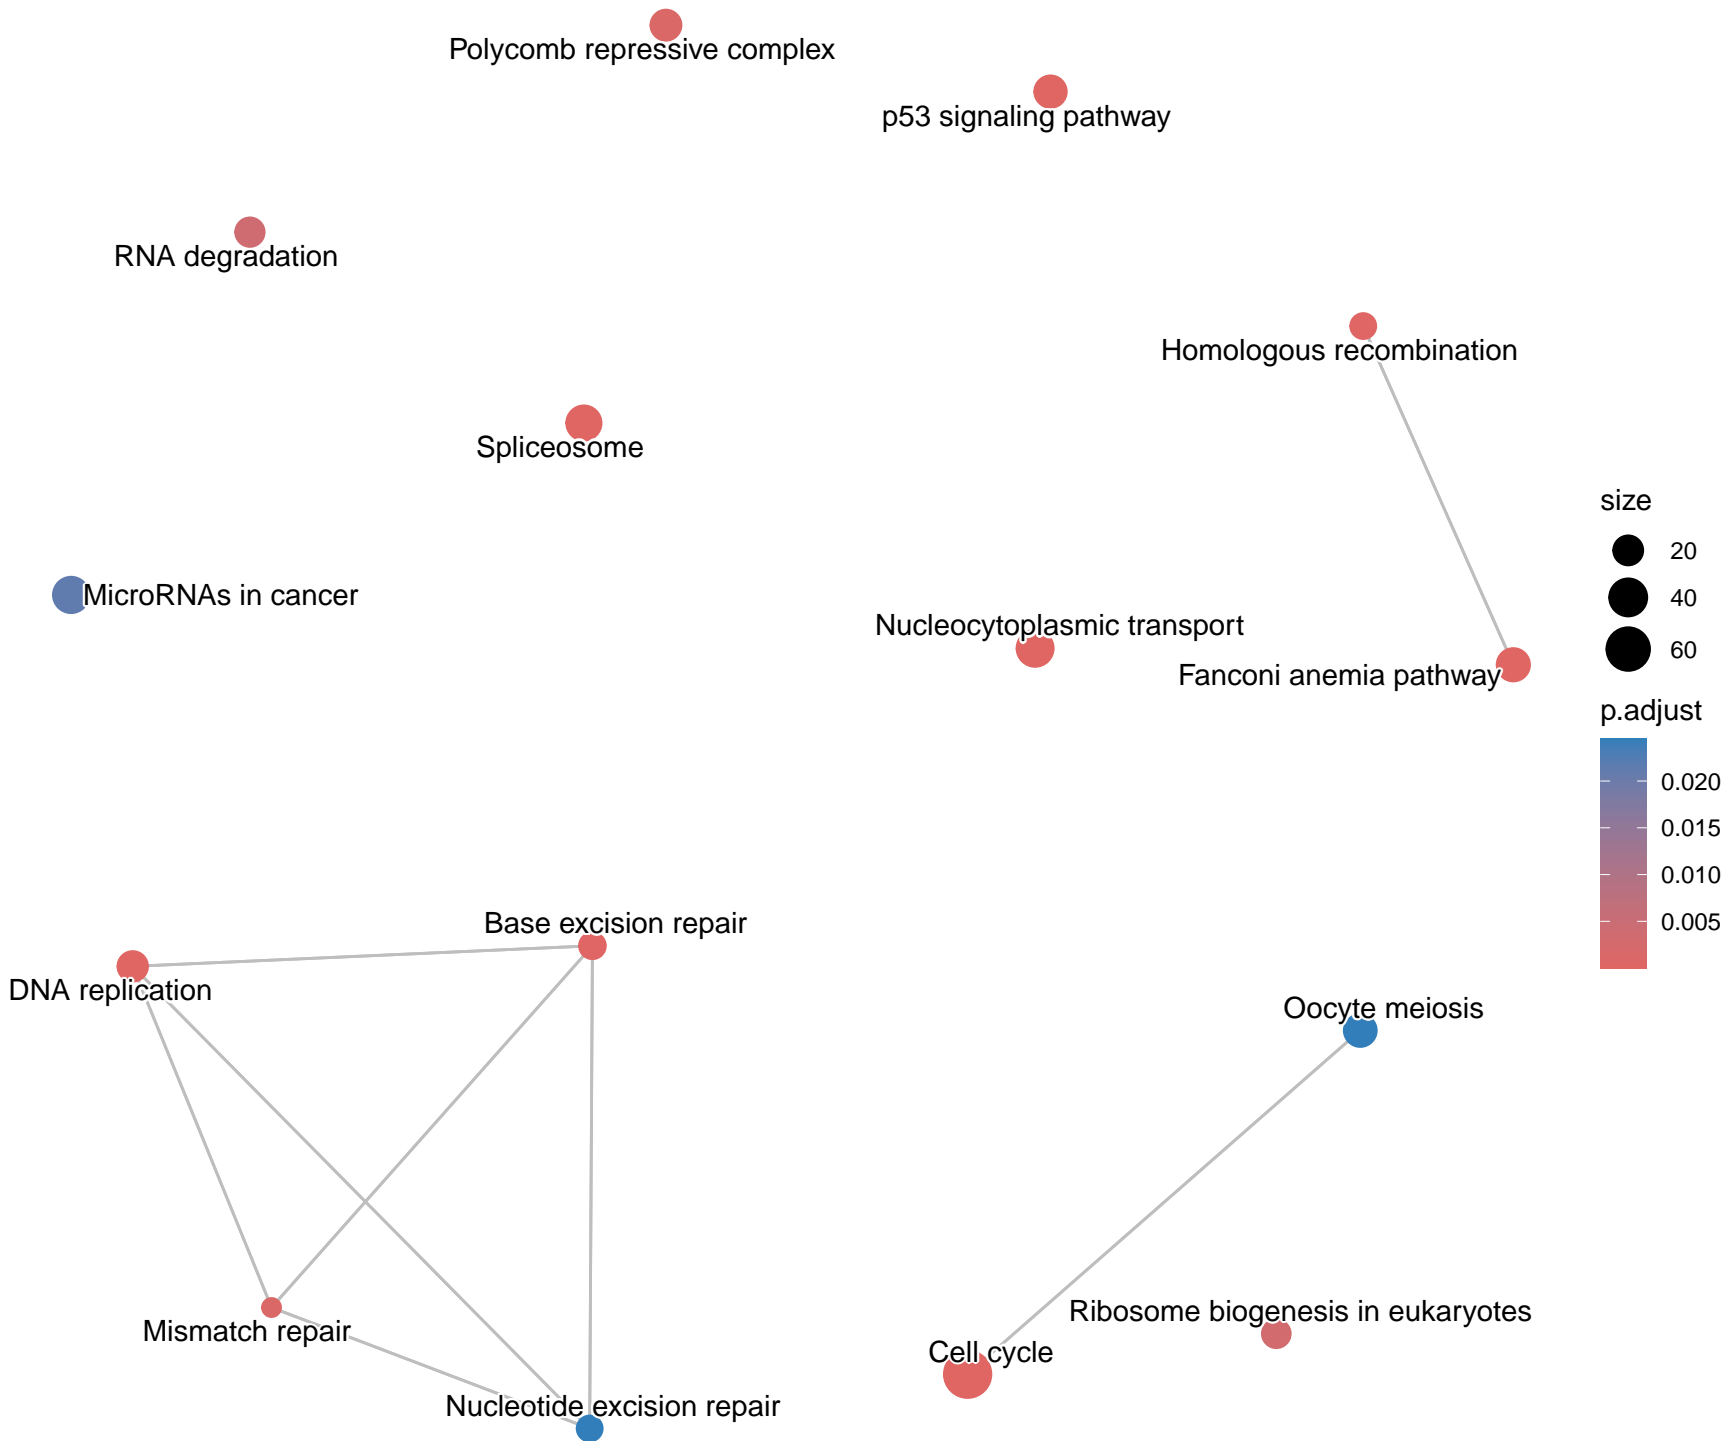 Polycomb repressive complex
p53 signaling pathway
RNA degradation
Homologous recombination
Spliceosome
size
20
MicroRNAs in cancer
40
Nucleocytoplasmic transport
60
Fanconi anemia pathway
p.adjust
0.020
0.015
0.010
0.005
Base excision repair
DNA replication
Oocyte meiosis
Ribosome biogenesis in eukaryotes
Mismatch repair
Cell cycle
Nucleotide excision repair